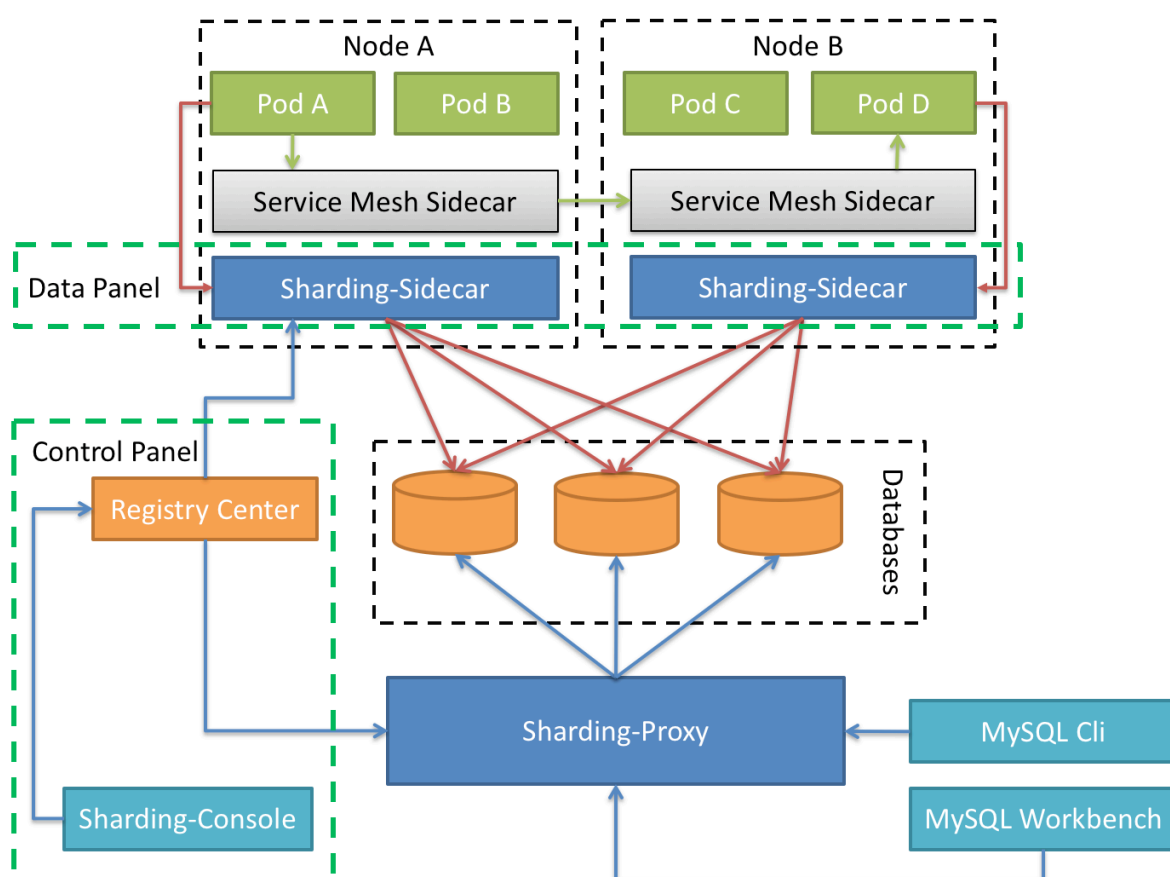 Node A
Node B
Pod A
Pod B
Pod C
Pod D
Service Mesh Sidecar
Service Mesh Sidecar
Data Panel
Sharding-Sidecar
Sharding-Sidecar
Control Panel
Registry Center
Databases
Sharding-Proxy
MySQL Cli
Sharding-Console
MySQL Workbench